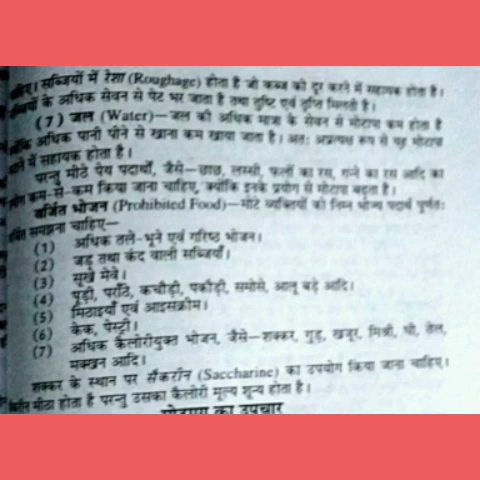 सब्जियों में रेशा (Roughage) होता है जो कब्ज को दूर करने में सहायक होता है।
के अधिक सेवन से पेट भर जाता है तथा तुष्टि एवं तृप्ति मिलती है।
(7) जल (Water)—जल की अधिक मात्रा के सेवन से मोटापा कम होता है
अधिक पानी पीने से खाना कम खाया जाता है। अतः अप्रत्यक्ष रूप से यह मोटापा
में सहायक होता है।
परन्तु मीठे पेय पदार्थों, जैसे—छाछ, लस्सी, फलों का रस, गन्ने का रस आदि का
कम-से-कम किया जाना चाहिए, क्योंकि इनके प्रयोग से मोटापा बढ़ता है।
वर्जित भोजन (Prohibited Food)—मोटे व्यक्तियों को निम्न भोज्य पदार्थ पूर्णतः
समझना चाहिए—
(1) अधिक तले-भूने एवं गरिष्ठ भोजन।
(2) जड़ तथा कंद वाली सब्जियाँ।
(3) सूखे मेवे।
(4) पूड़ी, परॉठे, कचौड़ी, पकौड़ी, समोसे, आलू बड़े आदि।
(5) मिठाइयाँ एवं आइसक्रीम।
(6) केक, पेस्ट्री।
(7) अधिक कैलोरीयुक्त भोजन, जैसे—शक्कर, गुड़, खजूर, मिश्री, घी, तेल,
मक्खन आदि।
शक्कर के स्थान पर सैकरीन (Saccharine) का उपयोग किया जाना चाहिए।
मीठा होता है परन्तु उसका कैलोरी मूल्य शून्य होता है।
का उपचार